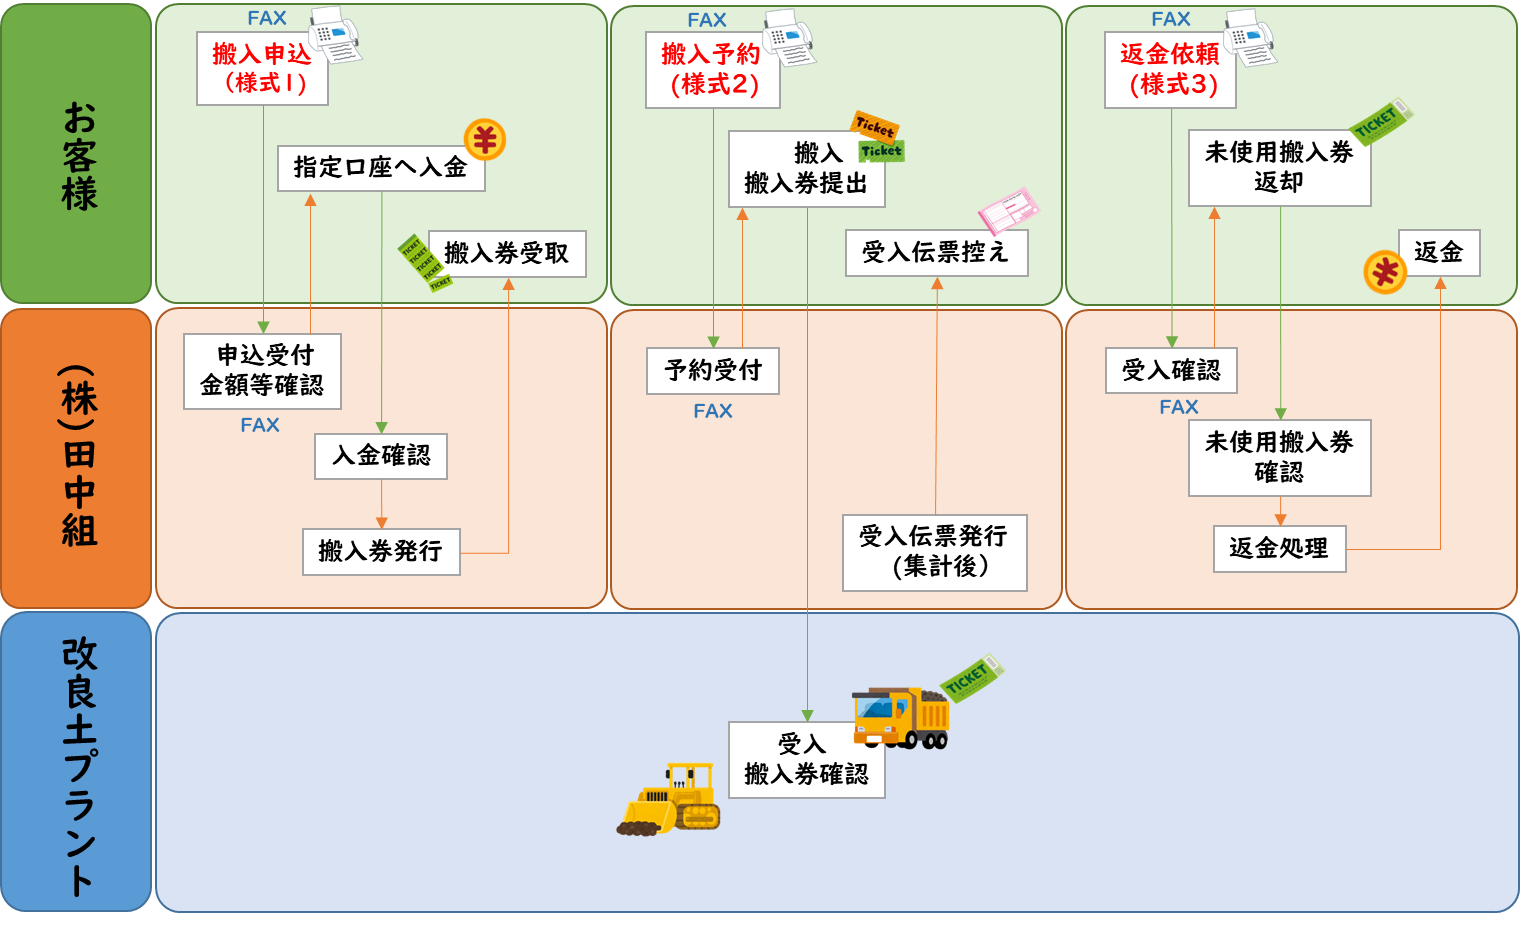 お客様
FAX
搬入申込
(様式1)
指定口座へ入金
TICKET
TICKET
TICKET
TICKET
TICKET
搬入券受取
FAX
搬入予約
(様式2)
Ticket
Ticket
搬入
搬入券提出
受入伝票控え
FAX
返金依頼
(様式3)
TICKET
未使用搬入券
返却
返金
(株)田中組
申込受付
金額等確認
FAX
入金確認
搬入券発行
予約受付
FAX
受入伝票発行
(集計後)
受入確認
FAX
未使用搬入券
確認
返金処理
改良土プラント
TICKET
受入
搬入券確認